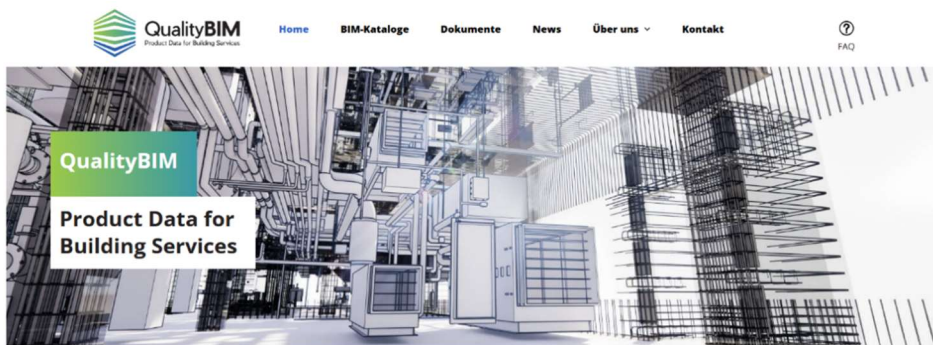 QualityBIM
Product Data for Building Services
Home
BIM-Kataloge
Dokumente
News
Über uns
Kontakt
?
FAQ
QualityBIM
Product Data for
Building Services